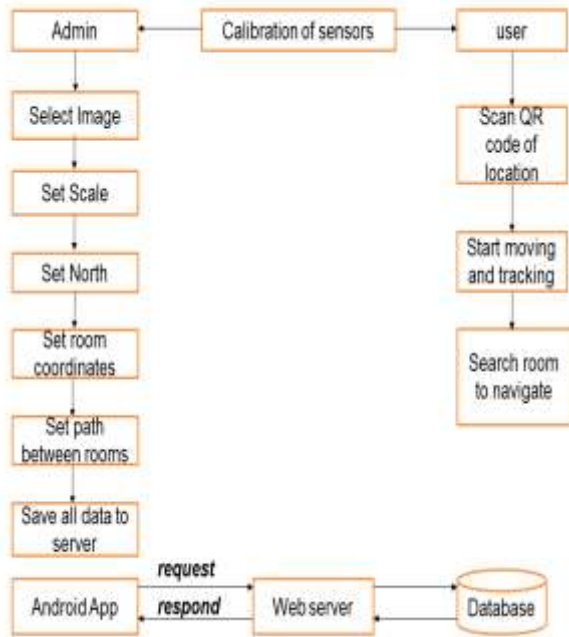 Admin
Calibration of sensors
user
Select Image
Scan QR
code of
location
Set Scale
Set North
Start moving
and tracking
Set room
coordinates
Search room
to navigate
Set path
between rooms
Save all data to
server
request
Android App
respond
Web server
Database